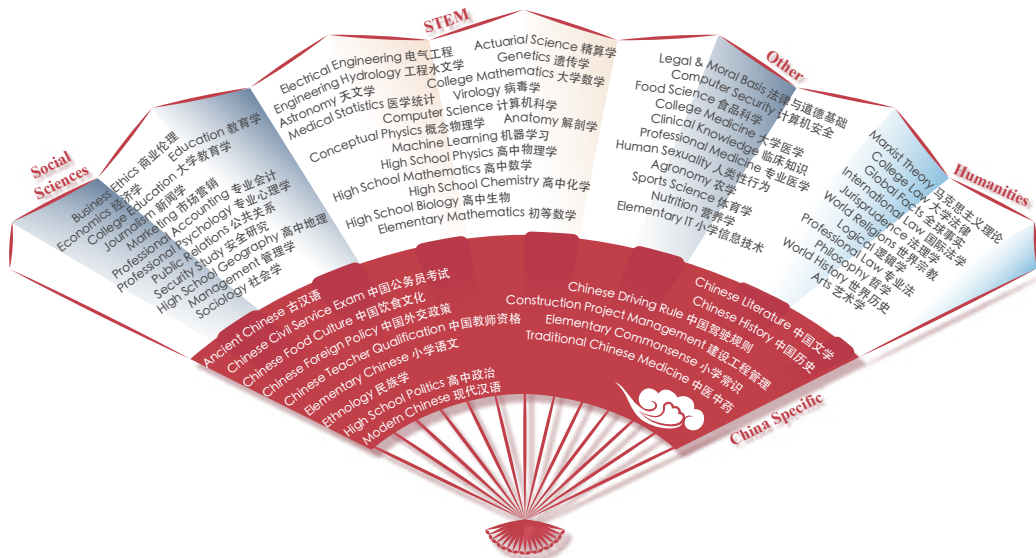 Social
Sciences
Business Ethics 商业伦理
Education 教育学
Economics 经济学
College Education 大学教育学
Journalism 新闻学
Marketing 市场营销
Professional Accounting 专业会计
Professional Psychology 专业心理学
Public Relations 公共关系
Security Study 安全研究
High School Geography 高中地理
Management 管理学
Sociology 社会学
STEM
Electrical Engineering 电气工程
Engineering Hydrology 工程水文学
Astronomy 天文学
Medical Statistics 医学统计
Actuarial Science 精算学
Genetics 遗传学
College Mathematics 大学数学
Virology 病毒学
Computer Science 计算机科学
Anatomy 解剖学
Conceptual Physics 概念物理学
Machine Learning 机器学习
High School Physics 高中物理学
High School Mathematics 高中数学
High School Chemistry 高中化学
High School Biology 高中生物
Elementary Mathematics 初等数学
Other
Legal & Moral Basis 法律与道德基础
Computer Security 计算机安全
Food Science 食品科学
College Medicine 大学医学
Clinical Knowledge 临床知识
Professional Medicine 专业医学
Human Sexuality 人类性行为
Agronomy 农学
Sports Science 体育学
Nutrition 营养学
Elementary IT 小学信息技术
Humanities
Marxist Theory 马克思主义理论
College Law 大学法律
Global Facts 全球事实
International Law 国际法学
Jurisprudence 法理学
World Religions 世界宗教
Logical 逻辑学
Professional Law 专业法
Philosophy 哲学
World History 世界历史
Arts 艺术学
Ancient Chinese 古汉语
Chinese Civil Service Exam 中国公务员考试
Chinese Food Culture 中国饮食文化
Chinese Foreign Policy 中国外交政策
Chinese Teacher Qualification 中国教师资格
Elementary Chinese 小学语文
Ethnology 民族学
High School Politics 高中政治
Modern Chinese 现代汉语
Chinese Literature 中国文学
Chinese History 中国历史
Chinese Driving Rule 中国驾驶规则
Construction Project Management 建设工程管理
Elementary Commonsense 小学常识
Traditional Chinese Medicine 中医中药
China Specific